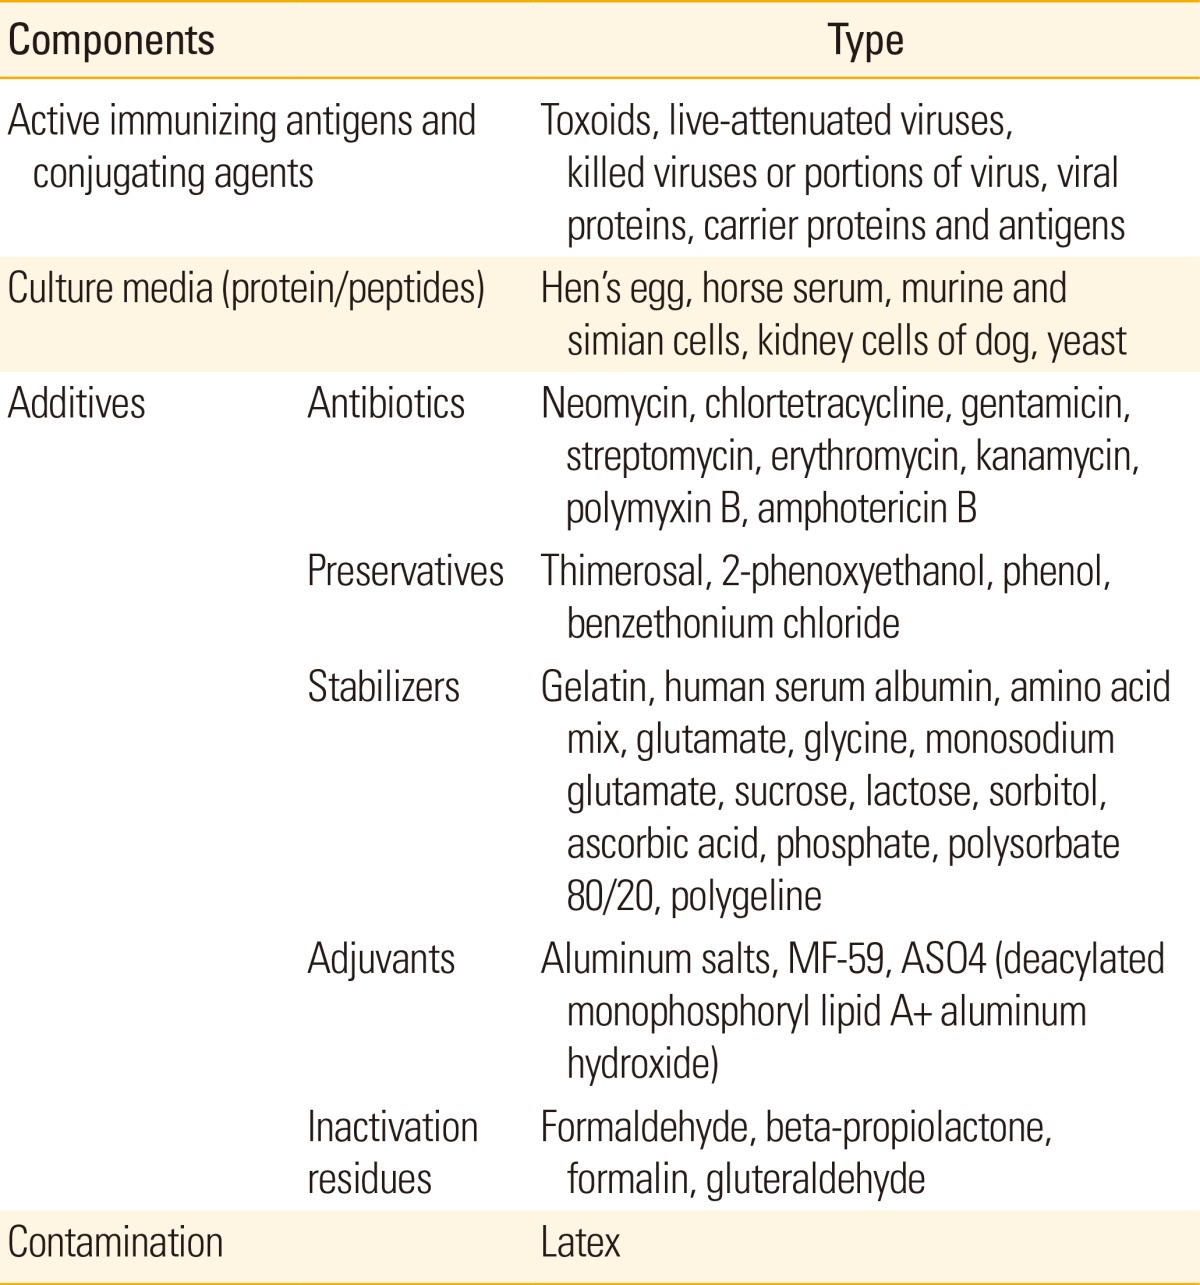 Components Type
Active immunizing antigens and Toxoids, live-attenuated viruses,
conjugating agents killed viruses or portions of virus, viral
proteins, carrier proteins and antigens
Culture media (protein/peptides) Hen’s egg, horse serum, murine and
simian cells, kidney cells of dog, yeast
Additives Antibiotics Neomycin, chlortetracycline, gentamicin,
streptomycin, erythromycin, kanamycin,
polymyxin B, amphotericin B
Preservatives Thimerosal, 2-phenoxyethanol, phenol,
benzethonium chloride
Stabilizers Gelatin, human serum albumin, amino acid
mix, glutamate, glycine, monosodium
glutamate, sucrose, lactose, sorbitol,
ascorbic acid, phosphate, polysorbate
80/20, polygeline
Adjuvants Aluminum salts, MF-59, ASO4 (deacylated
monophosphoryl lipid A+ aluminum
hydroxide)
Inactivation Formaldehyde, beta-propiolactone,
residues formalin, gluteraldehyde
Contamination Latex